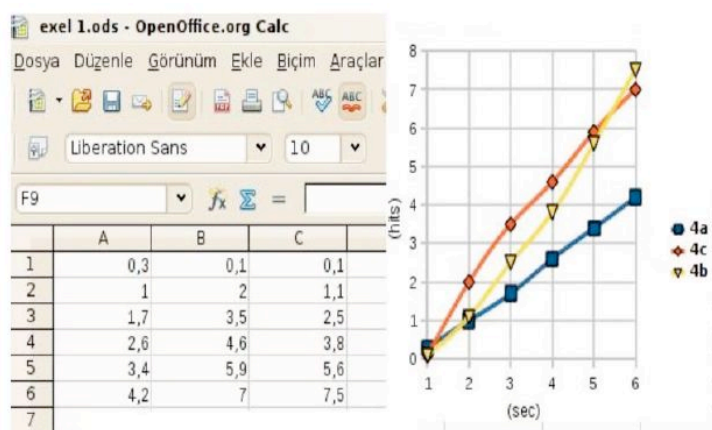 exel 1.ods - OpenOffice.org Calc
Dosya Düzenle Görünüm Ekle Biçim Araçlar
ABC ABC
Liberation Sans 10
F9 =
A B C
1 0,3 0,1 0,1
2 1 2 1,1
3 1,7 3,5 2,5
4 2,6 4,6 3,8
5 3,4 5,9 5,6
6 4,2 7 7,5
7
8
7
6
5
4
3
2
1
0
(hits)
1 2 3 4 5 6
(sec)
4a
4c
4b